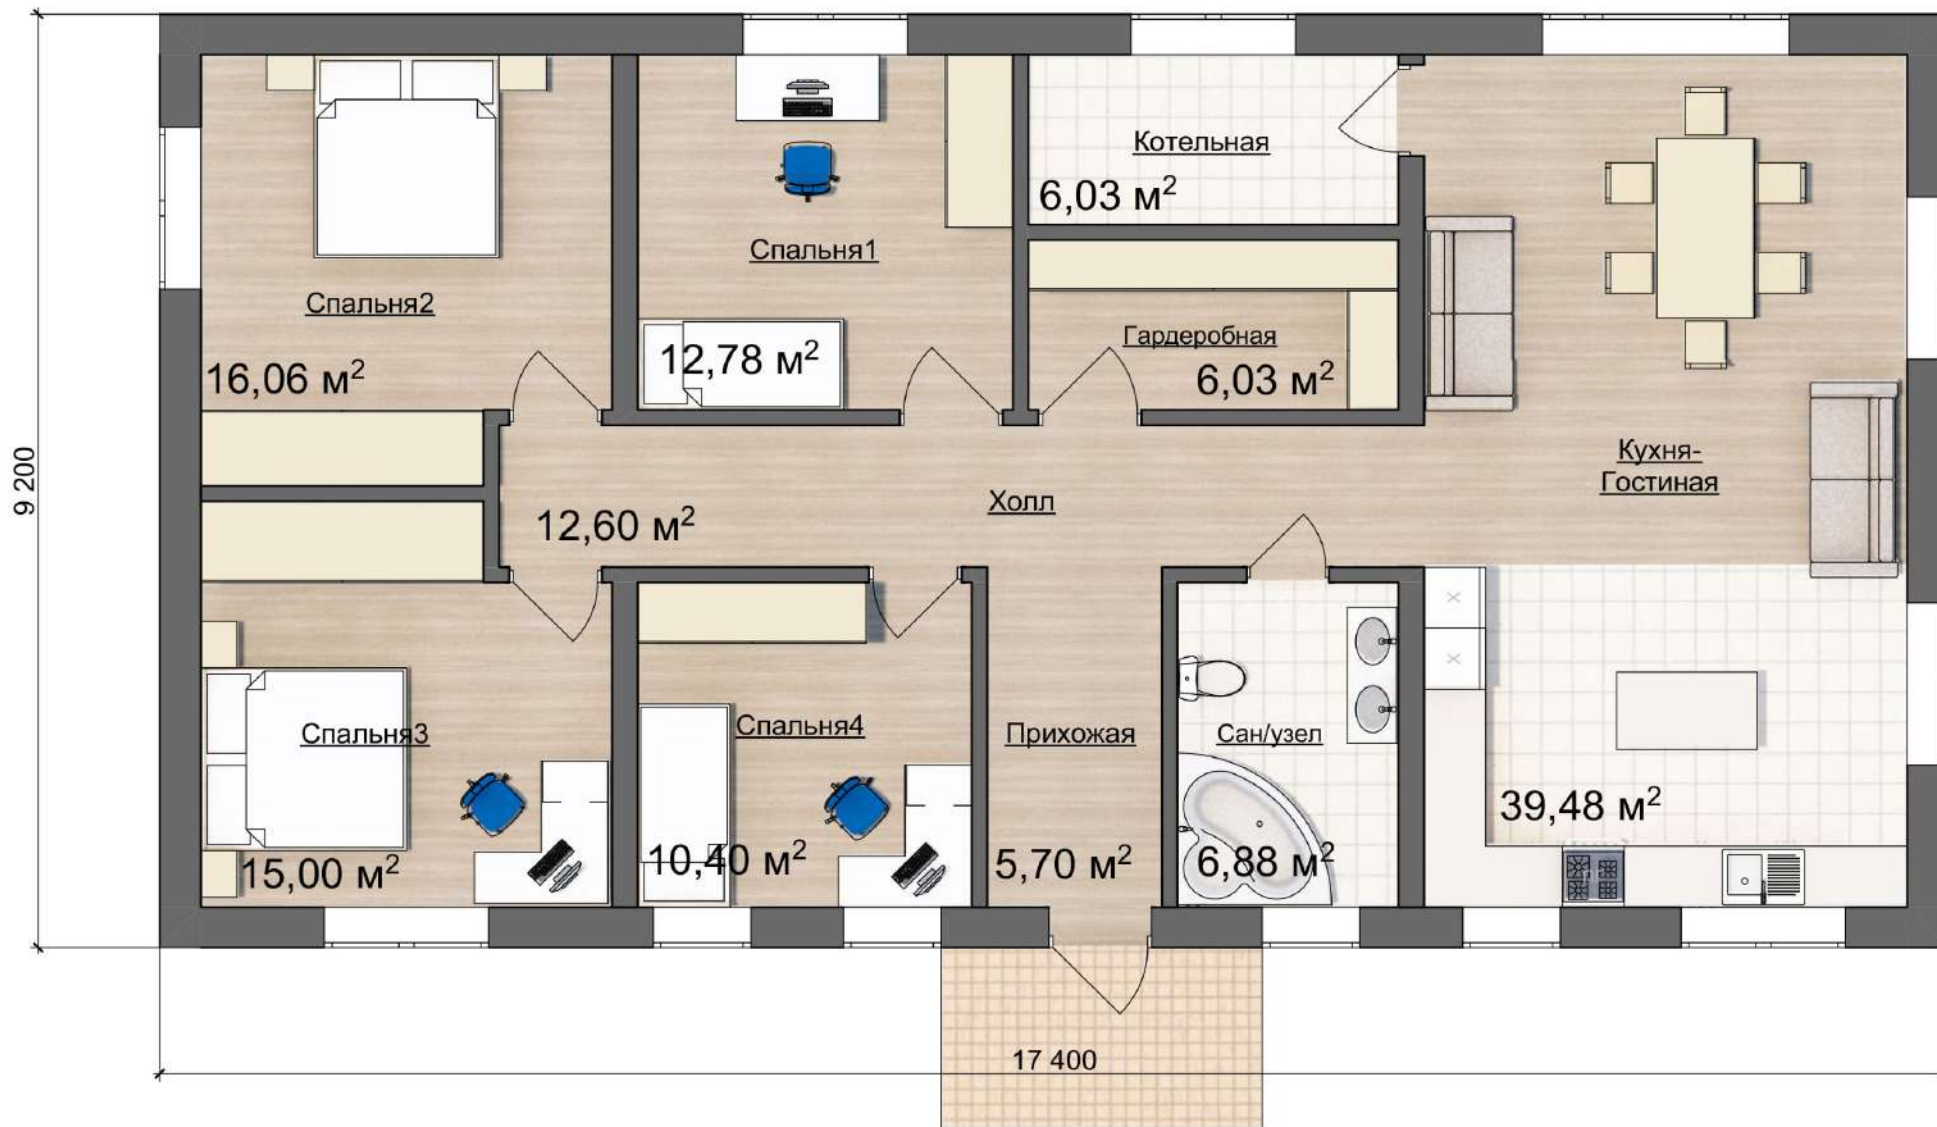 Котельная
6,03 м²
Спальня1
12,78 м²
Спальня2
16,06 м²
Гардеробная
6,03 м²
Кухня-
Гостиная
39,48 м²
Холл
12,60 м²
Спальня3
15,00 м²
Спальня4
10,40 м²
Прихожая
5,70 м²
Сан/узел
6,88 м²
9 200
17 400